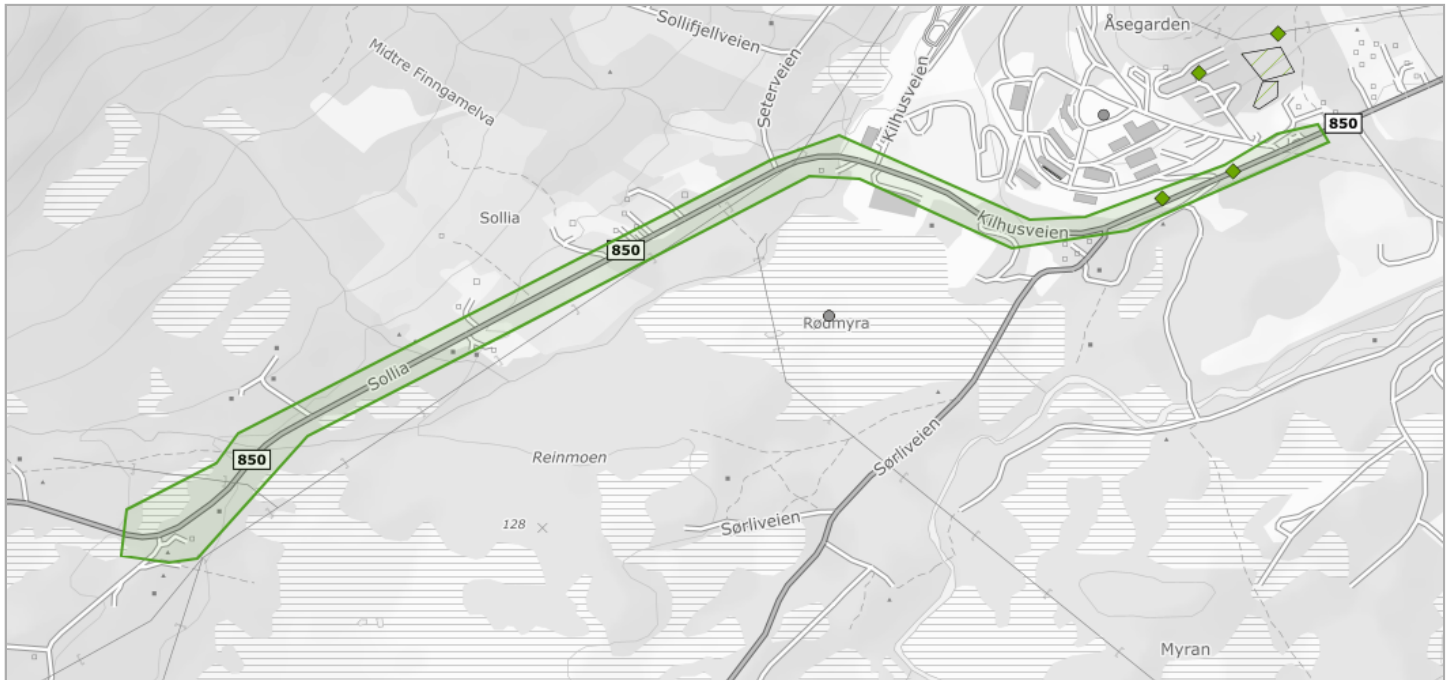 Sollifjellveien
Åsegarden
Midtre Finngamelva
Seterveien
Kilhusveien
850
Sollia
Kilhusveien
850
Rødmyra
Sollia
Sørliveien
850
Reinmoen
128
Sørliveien
Myran